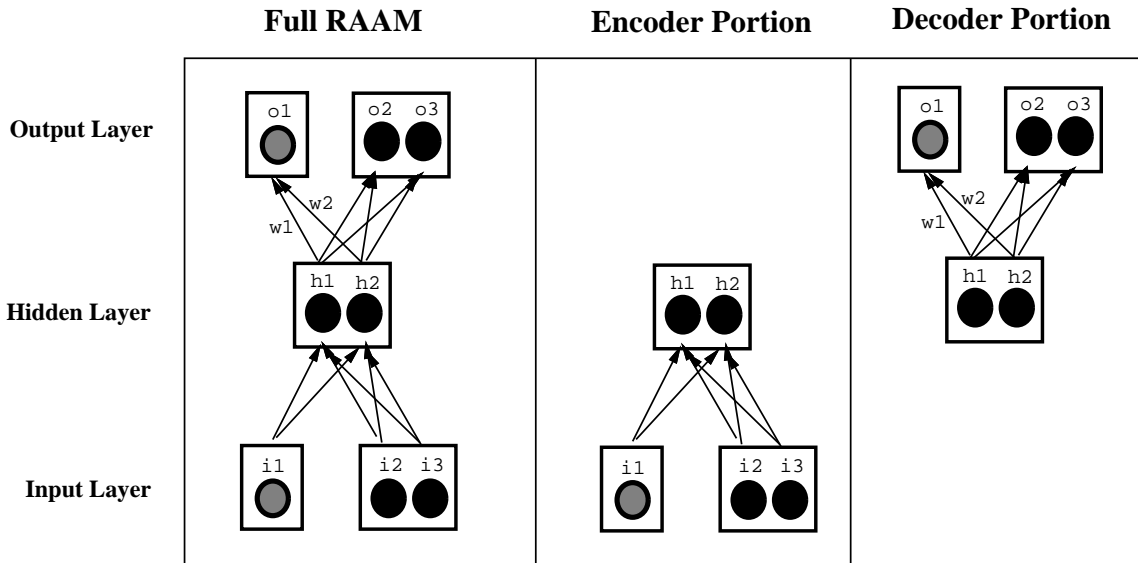 Full RAAM
Encoder Portion
Decoder Portion
Output Layer
o1
o2 o3
w2
w1
o1
o2 o3
w2
w1
Hidden Layer
h1 h2
h1 h2
h1 h2
Input Layer
i1
i2 i3
i1
i2 i3